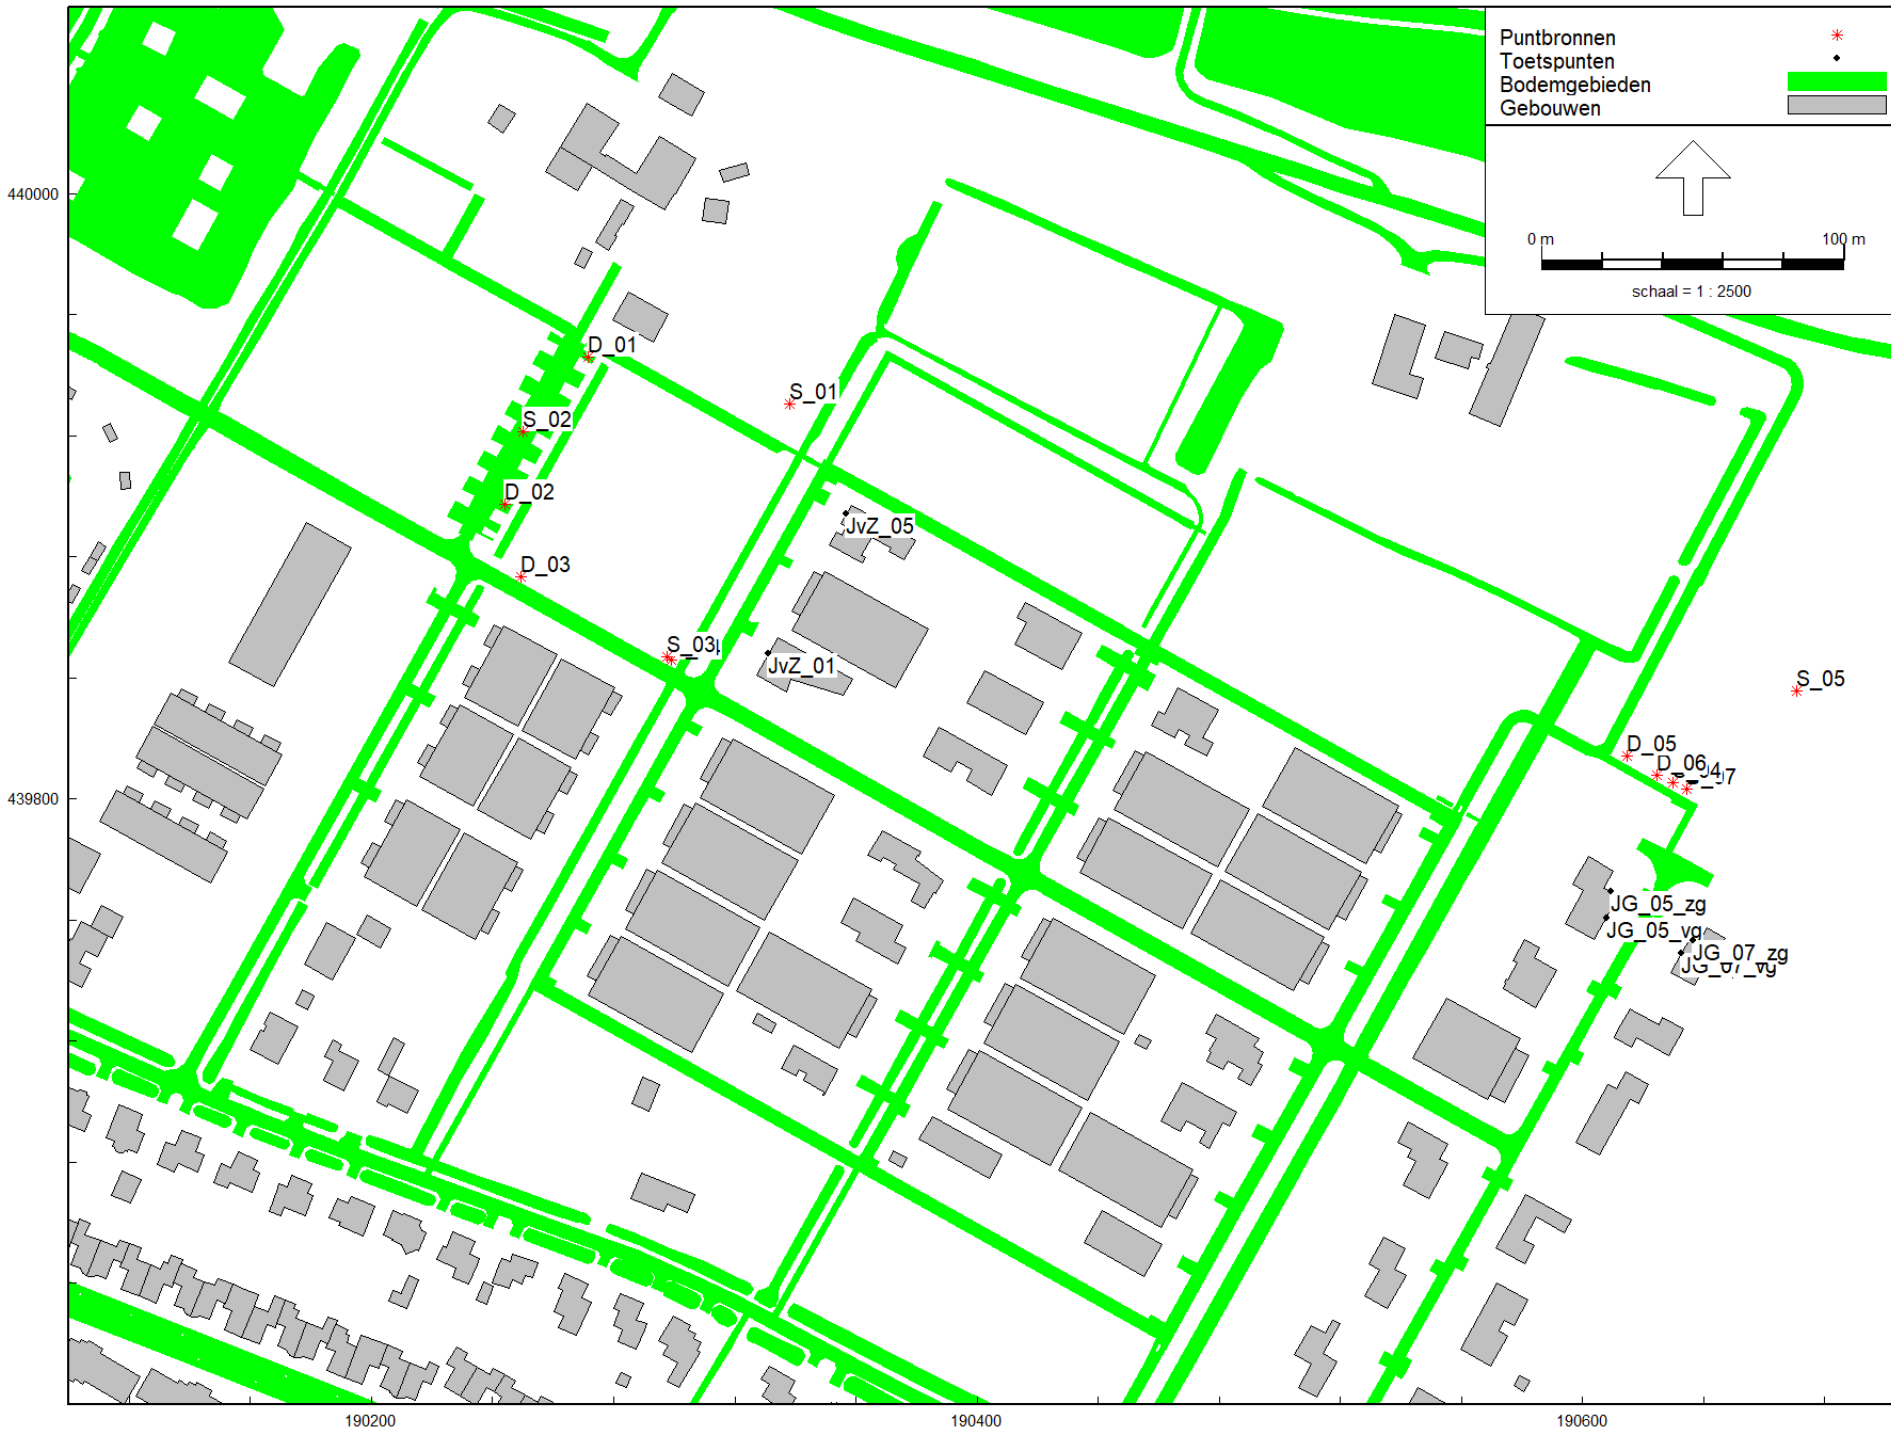 Puntbronnen
Toetspunten
Bodemgebieden
Gebouwen
0 m 100 m
schaal = 1 : 2500
440000
D_01
S_01
S_02
D_02
JvZ_05
D_03
S_03
JvZ_01
S_05
D_05
D_06
439800
JG_05_zg
JG_05_vg
JG_07_zg
JG_07_vg
190200 190400 190600